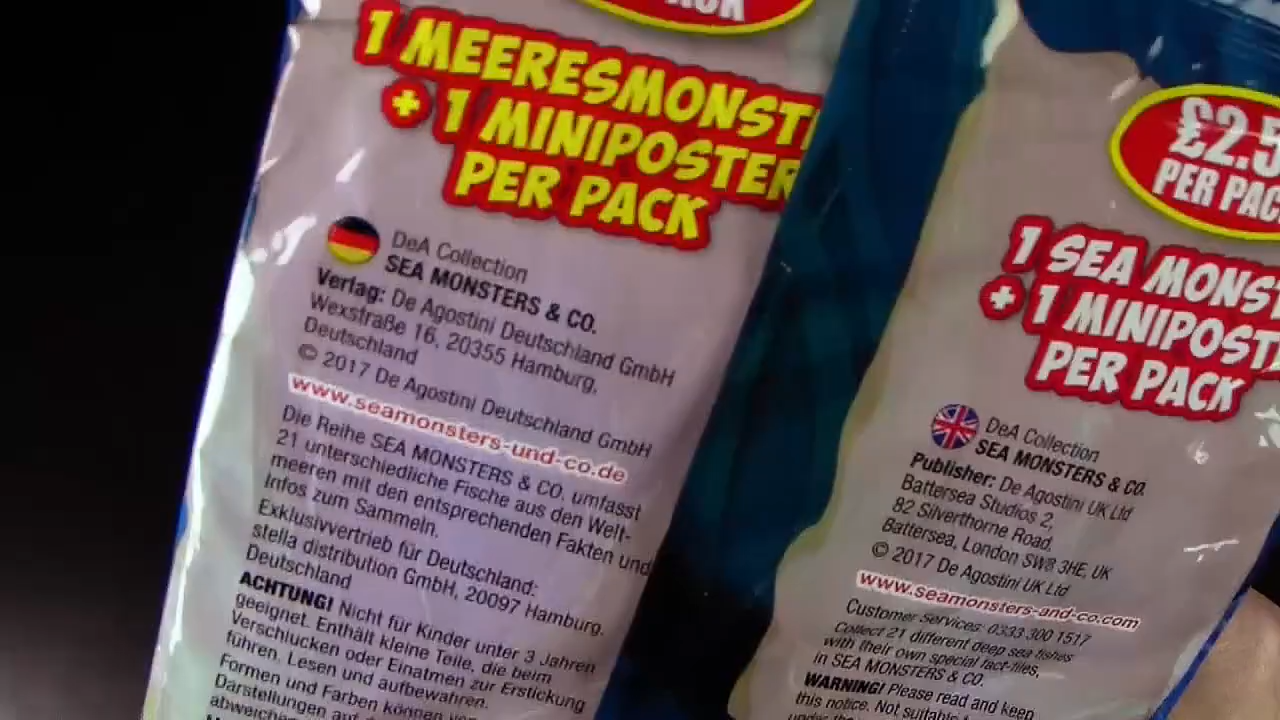 1 MEERESMONST
+ 1 MINIPOSTER
PER PACK
DeA Collection
SEA MONSTERS & CO.
Verlag: De Agostini Deutschland GmbH
Wexstraße 16, 20355 Hamburg,
Deutschland
© 2017 De Agostini Deutschland GmbH
www.seamonsters-und-co.de
Die Reihe SEA MONSTERS & CO. umfasst
21 unterschiedliche Fische aus den Welt-
meeren mit den entsprechenden Fakten und
Infos zum Sammeln.
Exklusivvertrieb für Deutschland:
stella distribution GmbH, 20097 Hamburg.
Deutschland
ACHTUNG! Nicht für Kinder unter 3 Jahren
geeignet. Enthält kleine Teile, die beim
Verschlucken oder Einatmen zur Erstickung
führen. Lesen und aufbewahren.
Formen und Farben können von
Darstellungen auf
abweichen
£2.5
PER PAC
1 SEA MONS
+ 1 MINIPOST
PER PACK
DeA Collection
SEA MONSTERS & CO.
Publisher: De Agostini UK Ltd
Battersea Studios 2,
82 Silverthorne Road,
Battersea, London SW8 3HE, UK
© 2017 De Agostini UK Ltd
www.seamonsters-and-co.com
Customer Services: 0333 300 1517
Collect 21 different deep sea fishes
with their own special fact-files,
in SEA MONSTERS & CO.
WARNING! Please read and keep
this notice. Not suitable